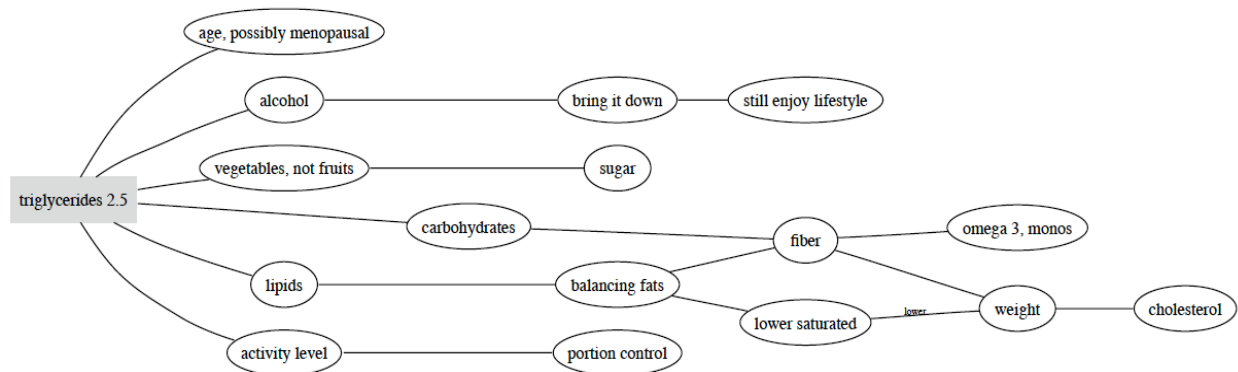 age, possibly menopausal
alcohol
bring it down
still enjoy lifestyle
vegetables, not fruits
sugar
triglycerides 2.5
carbohydrates
fiber
omega 3, monos
lipids
balancing fats
lower saturated
lower
weight
cholesterol
activity level
portion control